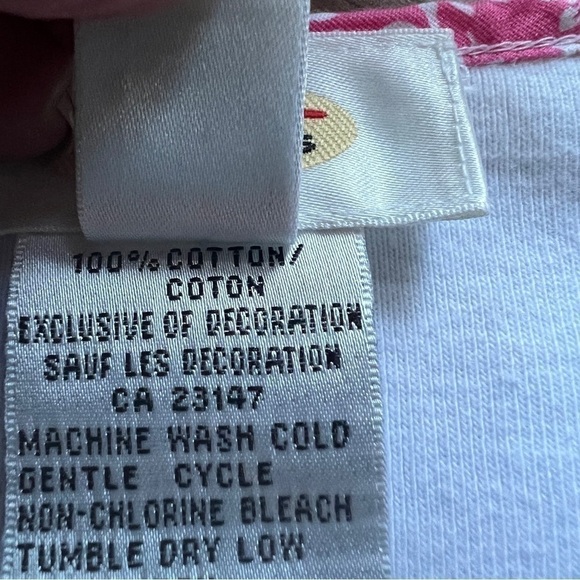 100% COTTON/
COTON
EXCLUSIVE OF DECORATION
SAUF LES DECORATION
CA 23147
MACHINE WASH COLD
GENTLE CYCLE
NON-CHLORINE BLEACH
TUMBLE DRY LOW